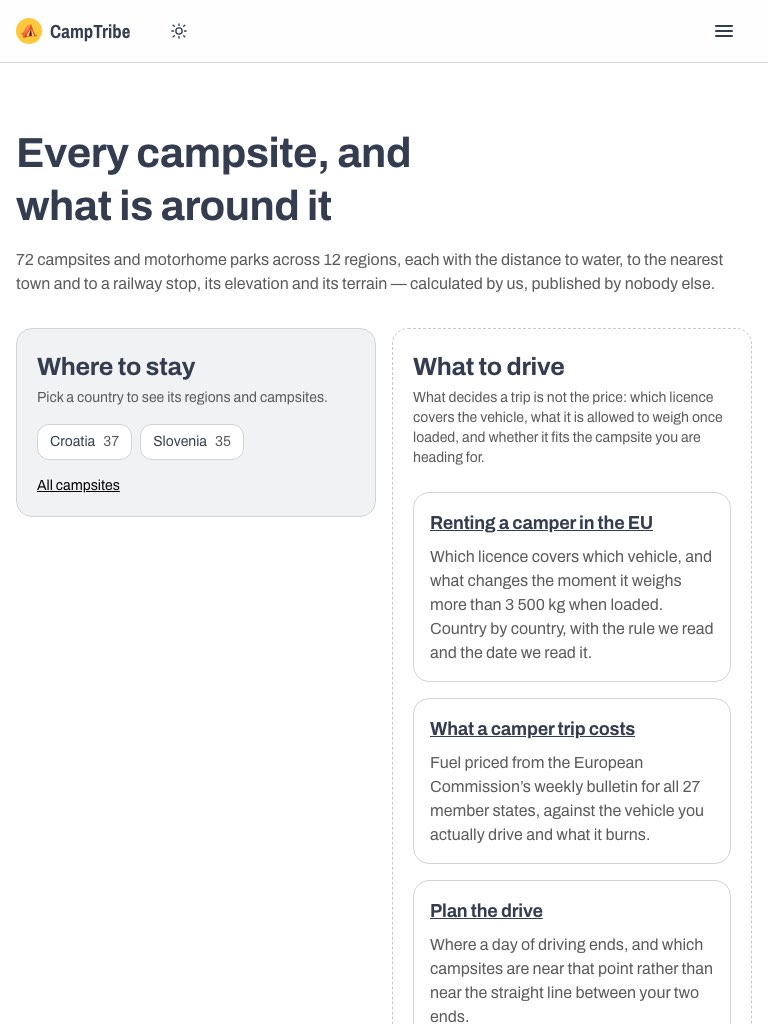 CampTribe
Every campsite, and
what is around it
72 campsites and motorhome parks across 12 regions, each with the distance to water, to the nearest
town and to a railway stop, its elevation and its terrain — calculated by us, published by nobody else.
Where to stay
Pick a country to see its regions and campsites.
Croatia 37
Slovenia 35
All campsites
What to drive
What decides a trip is not the price: which licence
covers the vehicle, what it is allowed to weigh once
loaded, and whether it fits the campsite you are
heading for.
Renting a camper in the EU
Which licence covers which vehicle, and
what changes the moment it weighs
more than 3 500 kg when loaded.
Country by country, with the rule we read
and the date we read it.
What a camper trip costs
Fuel priced from the European
Commission’s weekly bulletin for all 27
member states, against the vehicle you
actually drive and what it burns.
Plan the drive
Where a day of driving ends, and which
campsites are near that point rather than
near the straight line between your two
ends.